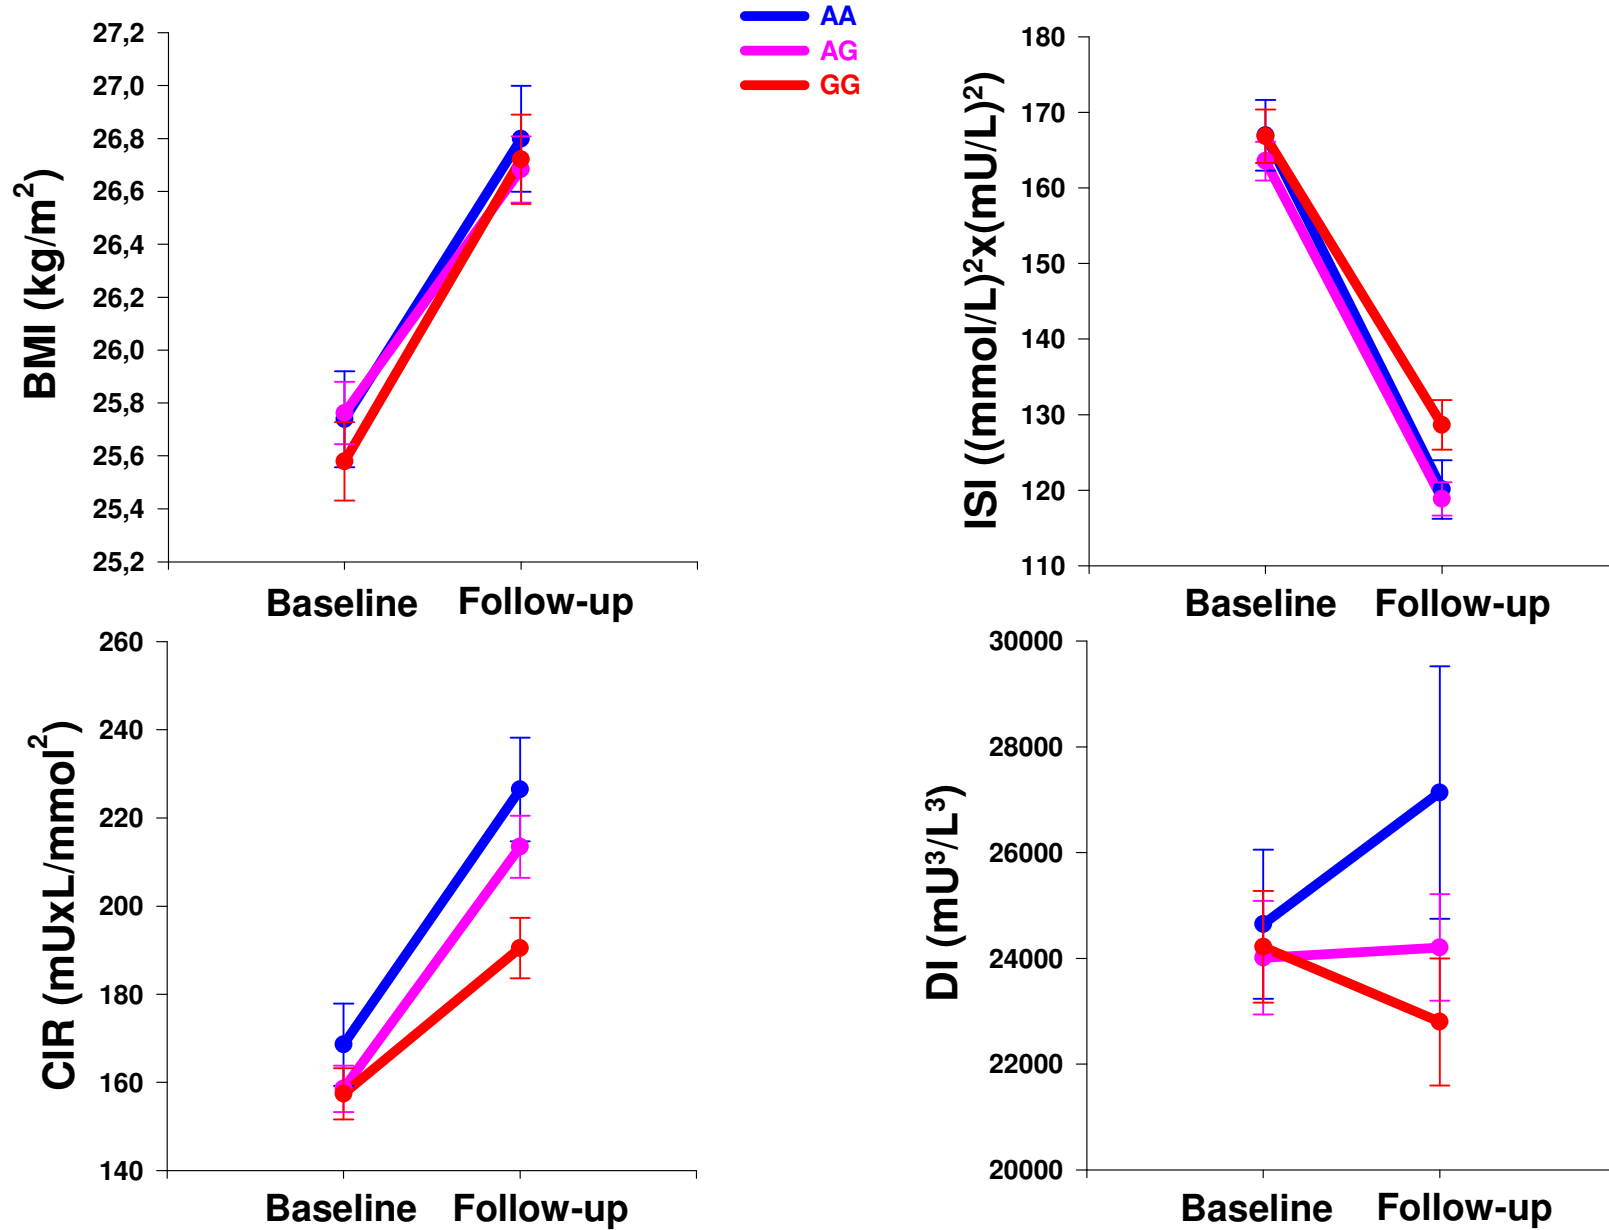 AA
AG
GG
BMI (kg/m²)
27,2
27,0
26,8
26,6
26,4
26,2
26,0
25,8
25,6
25,4
25,2
Baseline Follow-up
ISI ((mmol/L)²x(mU/L)²)
180
170
160
150
140
130
120
110
Baseline Follow-up
CIR (mUxL/mmol²)
260
240
220
200
180
160
140
Baseline Follow-up
DI (mU³/L³)
30000
28000
26000
24000
22000
20000
Baseline Follow-up